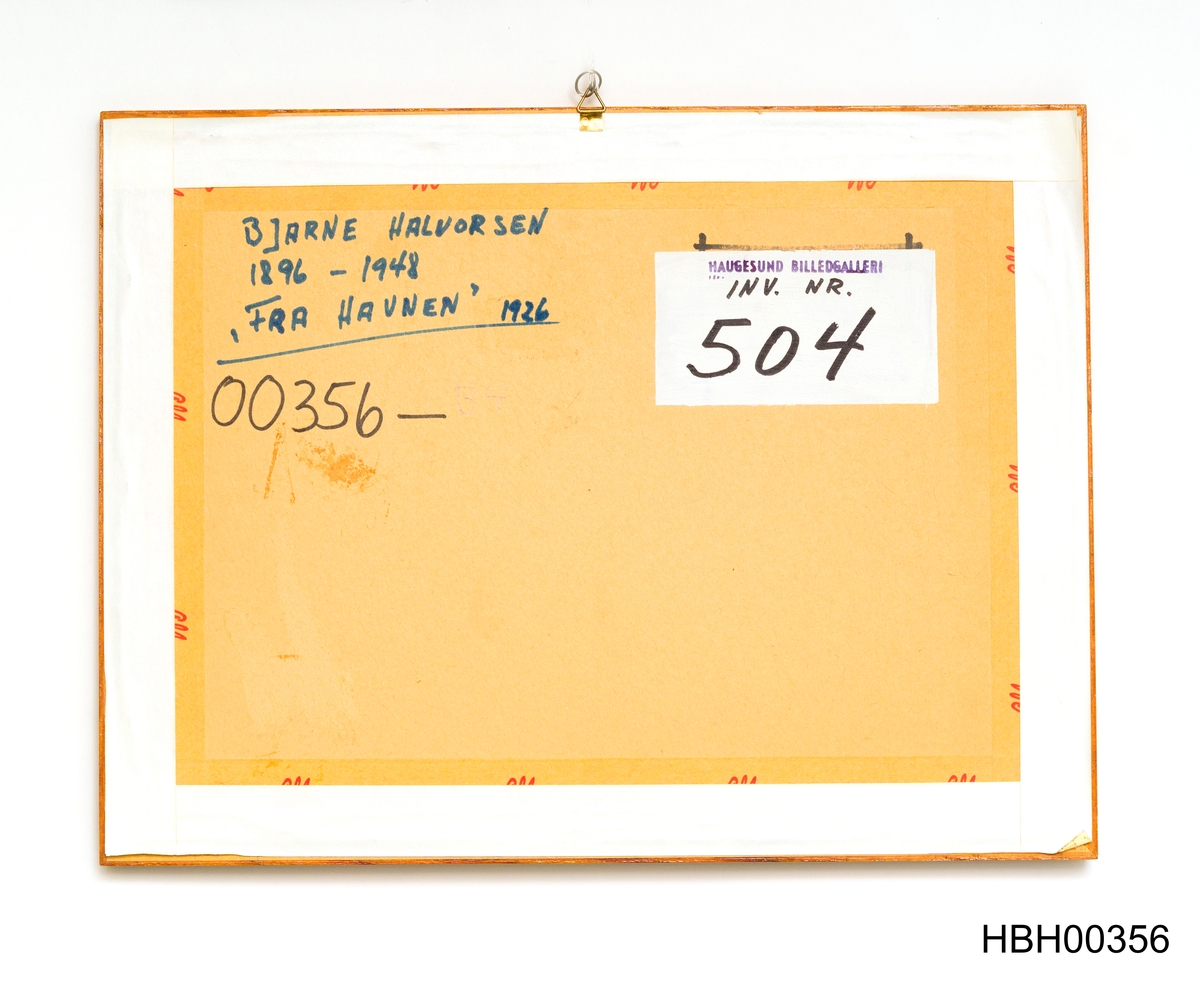 BJARNE HALVORSEN
1896 - 1948
„FRA HAVNEN" 1926
00356 —
HAUGESUND BILLEDGALLERI
INV. NR.
504
HBH00356